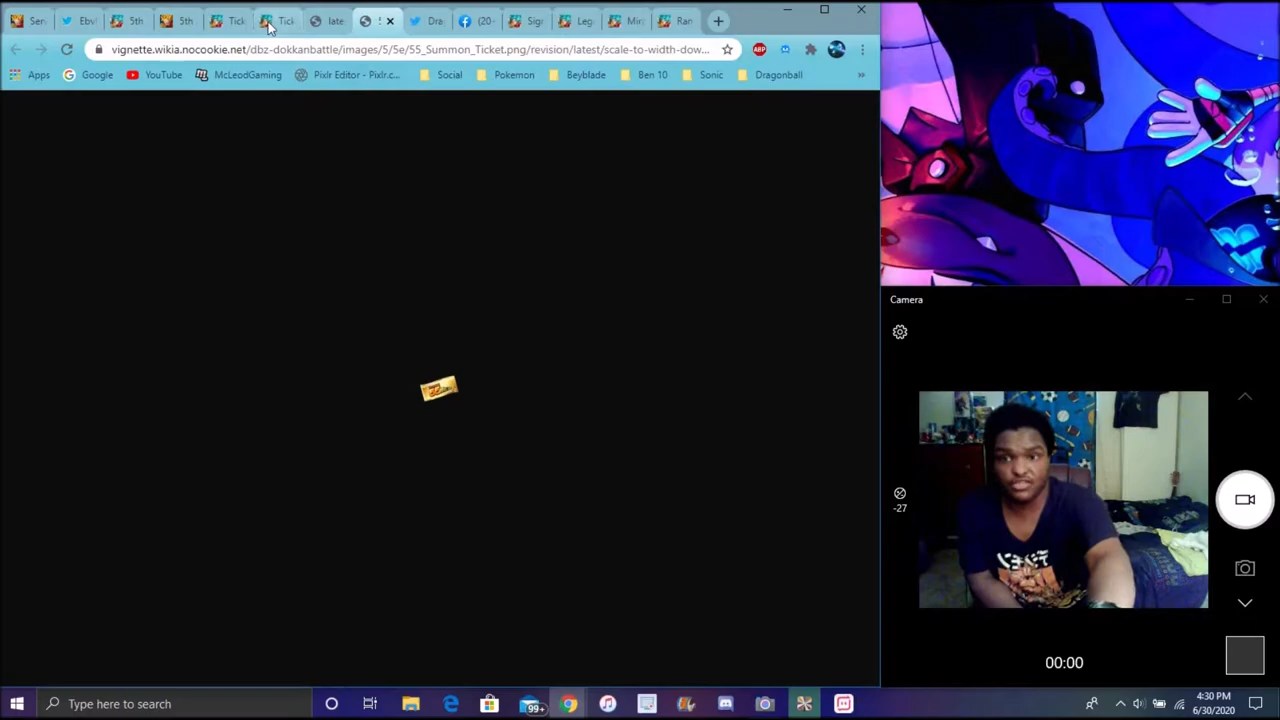 Ser
Ebv
5th
5th
Tick
Tick
late
Dra
(20-
Sig
Leg
Mira
Ran
vignette.wikia.nocookie.net/dbz-dokkanbattle/images/5/5e/55_Summon_Ticket.png/revision/latest/scale-to-width-dow...
ABP
Apps Google YouTube McLeodGaming Pixlr Editor - Pixlr.c... Social Pokemon Beyblade Ben 10 Sonic Dragonball »
Camera
-27
00:00
Type here to search
99+
4:30 PM
6/30/2020